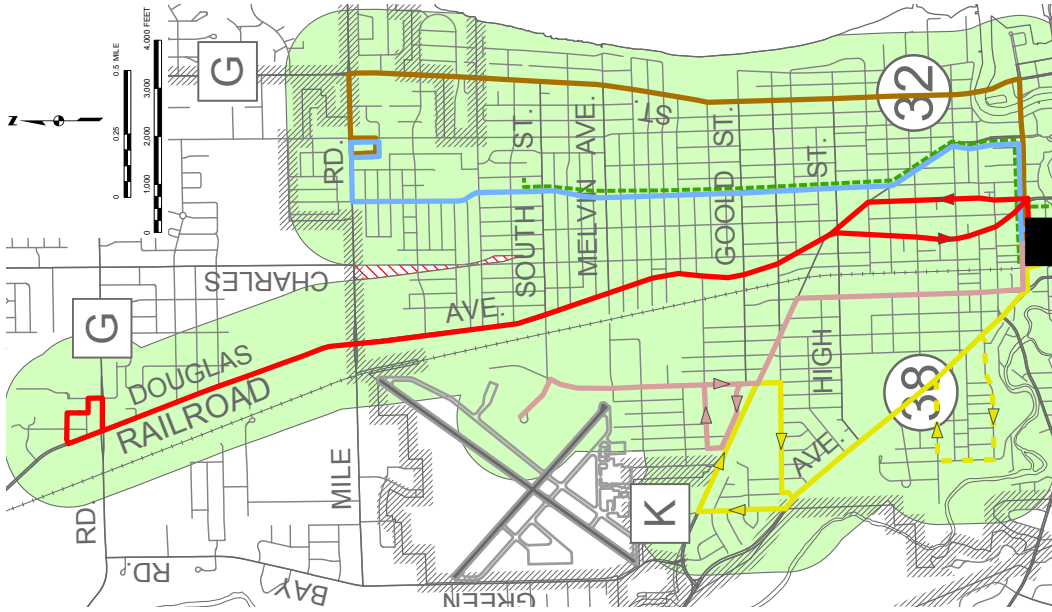 N
0 0.25 0.5 MILE
0 1,000 2,000 3,000 4,000 FEET
G
32
RD.
SOUTH ST.
MELVIN AVE.
ST.
GOOLD ST.
ST.
HIGH
CHARLES
G
DOUGLAS
AVE.
RAILROAD
38
AVE.
MILE
K
RD.
RD.
BAY
GREEN